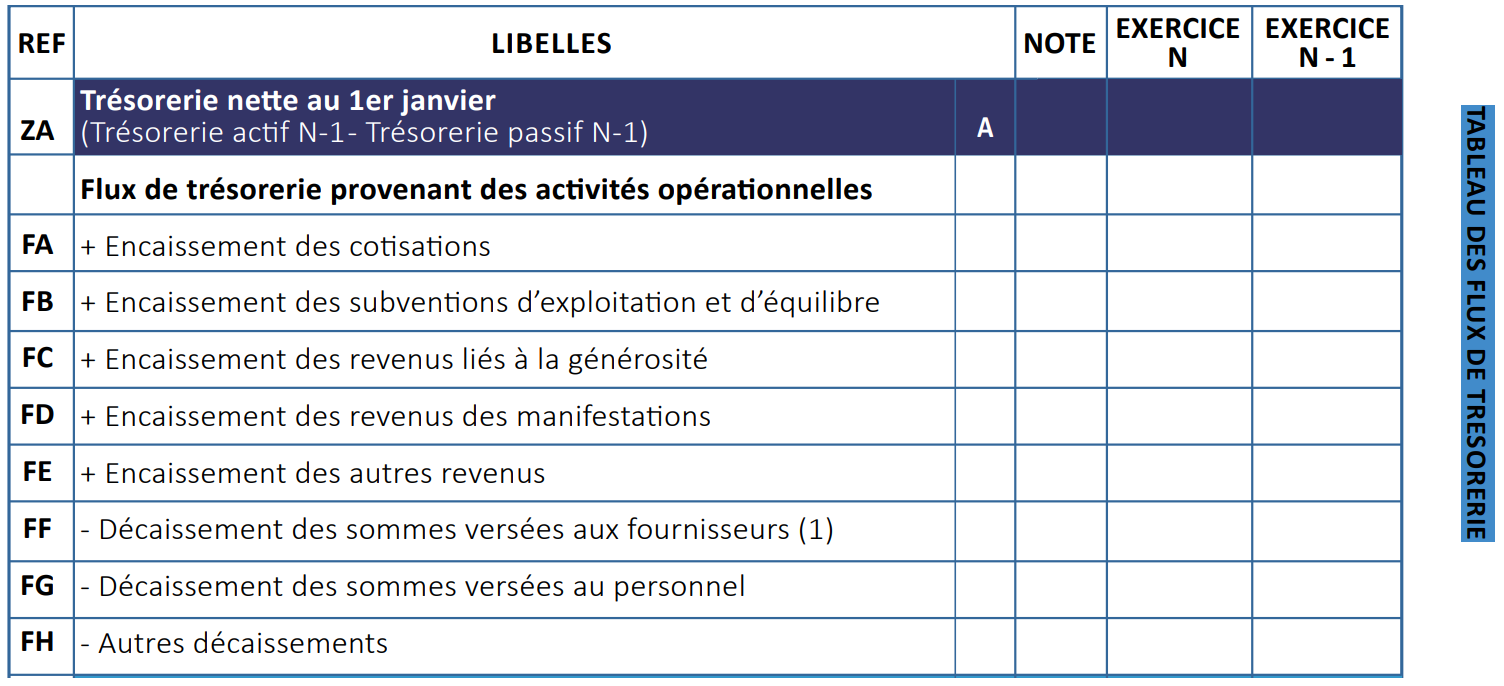 REF LIBELLES NOTE EXERCICE N EXERCICE N - 1
ZA Trésorerie nette au 1er janvier
(Trésorerie actif N-1- Trésorerie passif N-1) A
Flux de trésorerie provenant des activités opérationnelles
FA + Encaissement des cotisations
FB + Encaissement des subventions d’exploitation et d’équilibre
FC + Encaissement des revenus liés à la générosité
FD + Encaissement des revenus des manifestations
FE + Encaissement des autres revenus
FF - Décaissement des sommes versées aux fournisseurs (1)
FG - Décaissement des sommes versées au personnel
FH - Autres décaissements
TABLEAU DES FLUX DE TRESORERIE